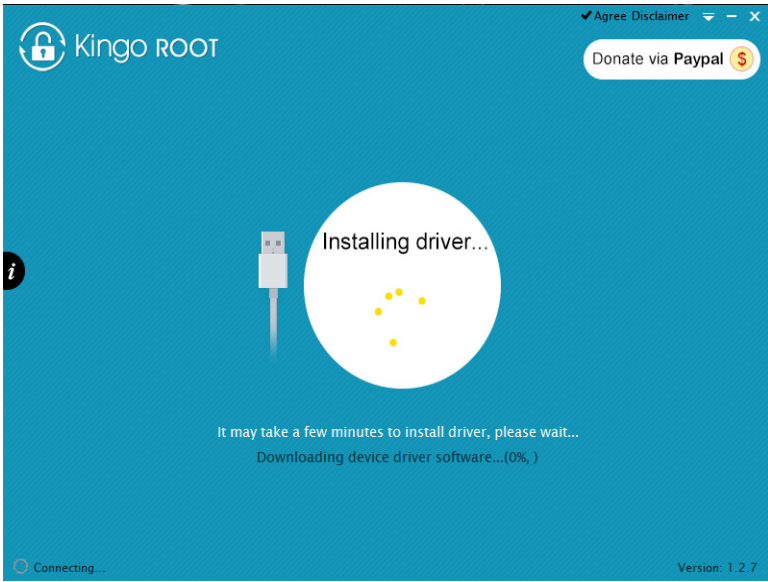 ✔Agree Disclaimer
Kingo ROOT
Donate via Paypal $
i
Installing driver...
It may take a few minutes to install driver, please wait...
Downloading device driver software...(0%, )
Connecting...
Version: 1.2.7